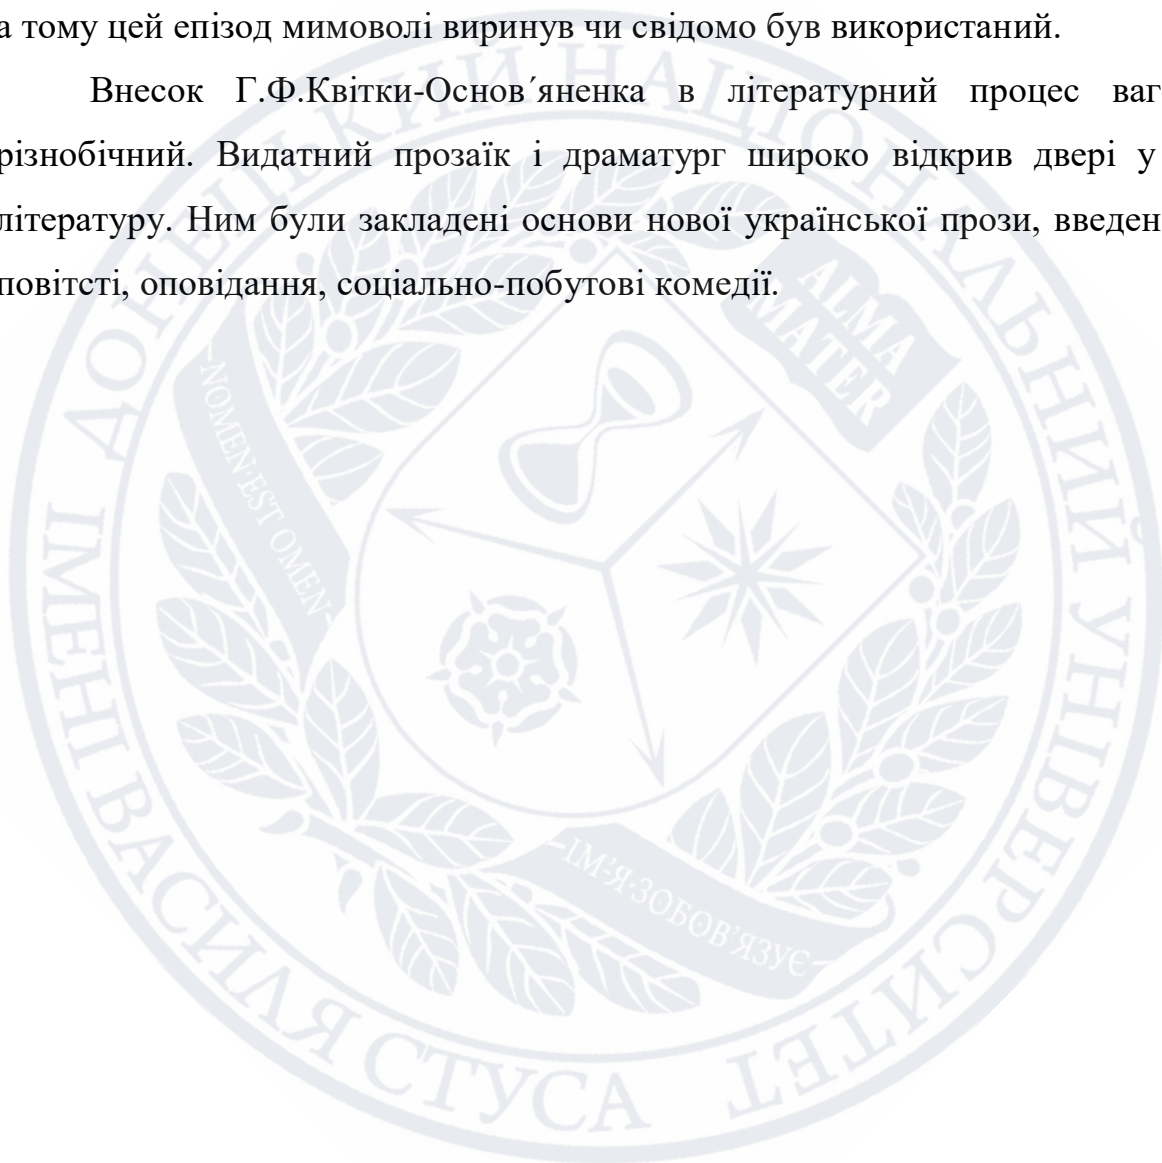 а тому цей епізод мимоволі виринув чи свідомо був використаний.
Внесок Г.Ф.Квітки-Основ´яненка в літературний процес ваг
різнобічний. Видатний прозаїк і драматург широко відкрив двері у
літературу. Ним були закладені основи нової української прози, введен
повітсті, оповідання, соціально-побутові комедії.
ДОНЕЦЬКИЙ НАЦІОНАЛЬНИЙ УНІВЕРСИТЕТ
ІМЕНІ ВАСИЛЯ СТУСА
ALMA
MATER
NOMEN·EST OMEN
ІМ'Я·ЗОБОВ'ЯЗУЄ